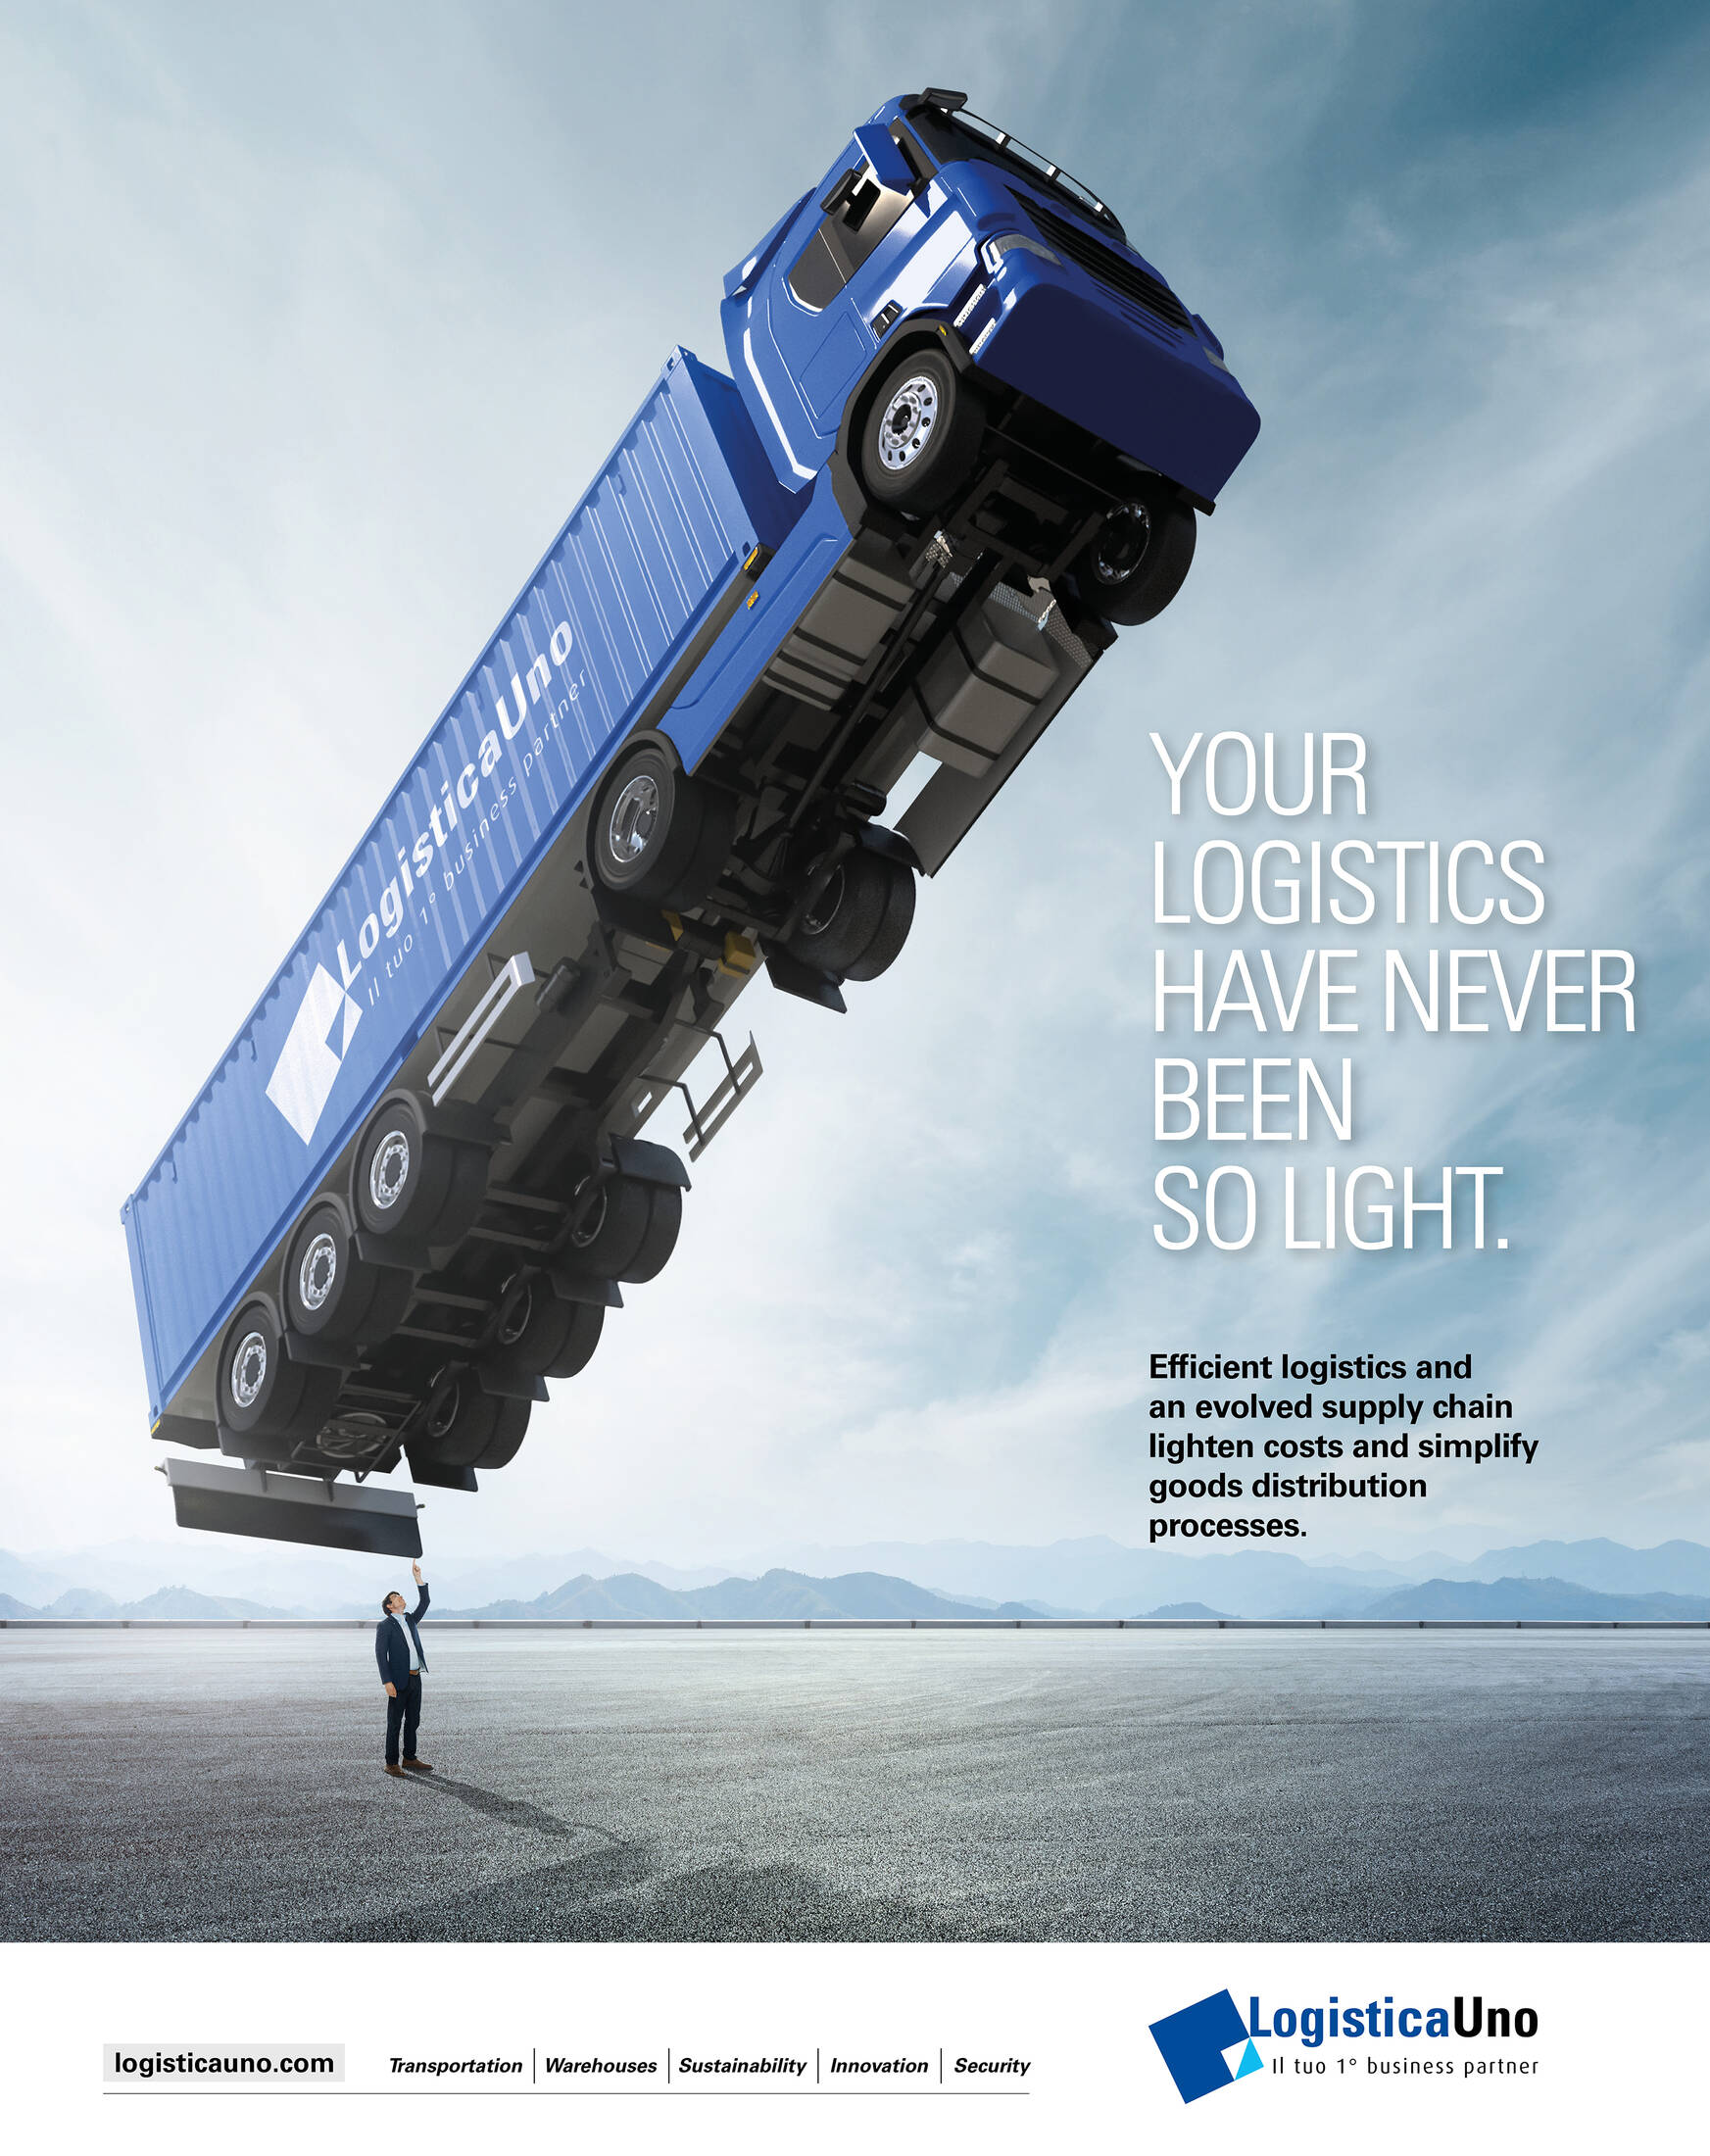 LogisticaUno
Il tuo 1° business partner
YOUR
LOGISTICS
HAVE NEVER
BEEN
SO LIGHT.
Efficient logistics and
an evolved supply chain
lighten costs and simplify
goods distribution
processes.
logisticauno.com
Transportation | Warehouses | Sustainability | Innovation | Security
LogisticaUno
Il tuo 1° business partner